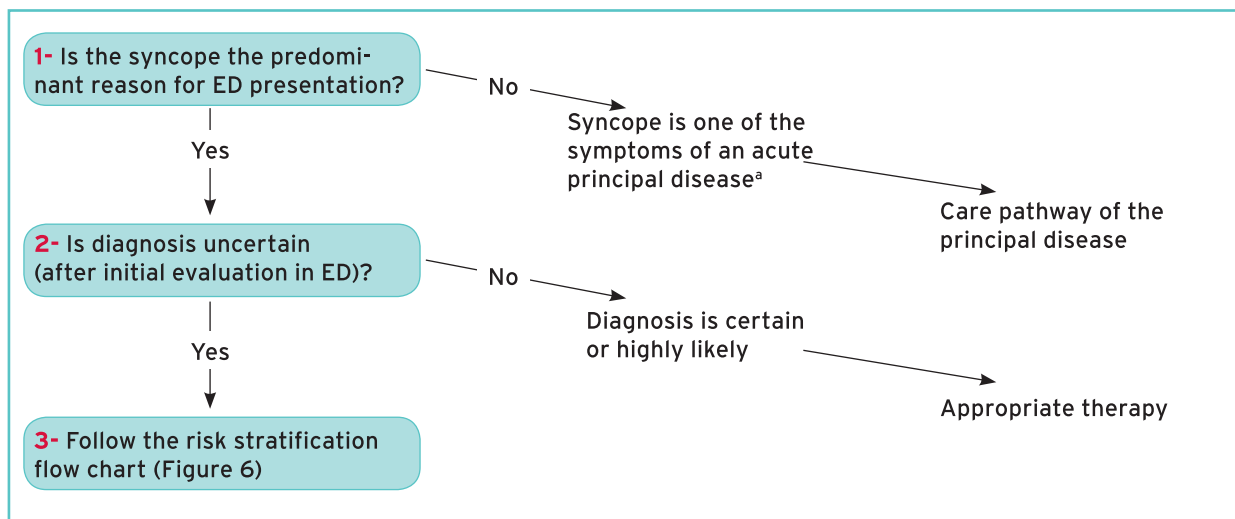 1- Is the syncope the predomi-
nant reason for ED presentation?
No
Syncope is one of the
symptoms of an acute
principal diseaseᵃ
Care pathway of the
principal disease
Yes
2- Is diagnosis uncertain
(after initial evaluation in ED)?
No
Diagnosis is certain
or highly likely
Appropriate therapy
Yes
3- Follow the risk stratification
flow chart (Figure 6)